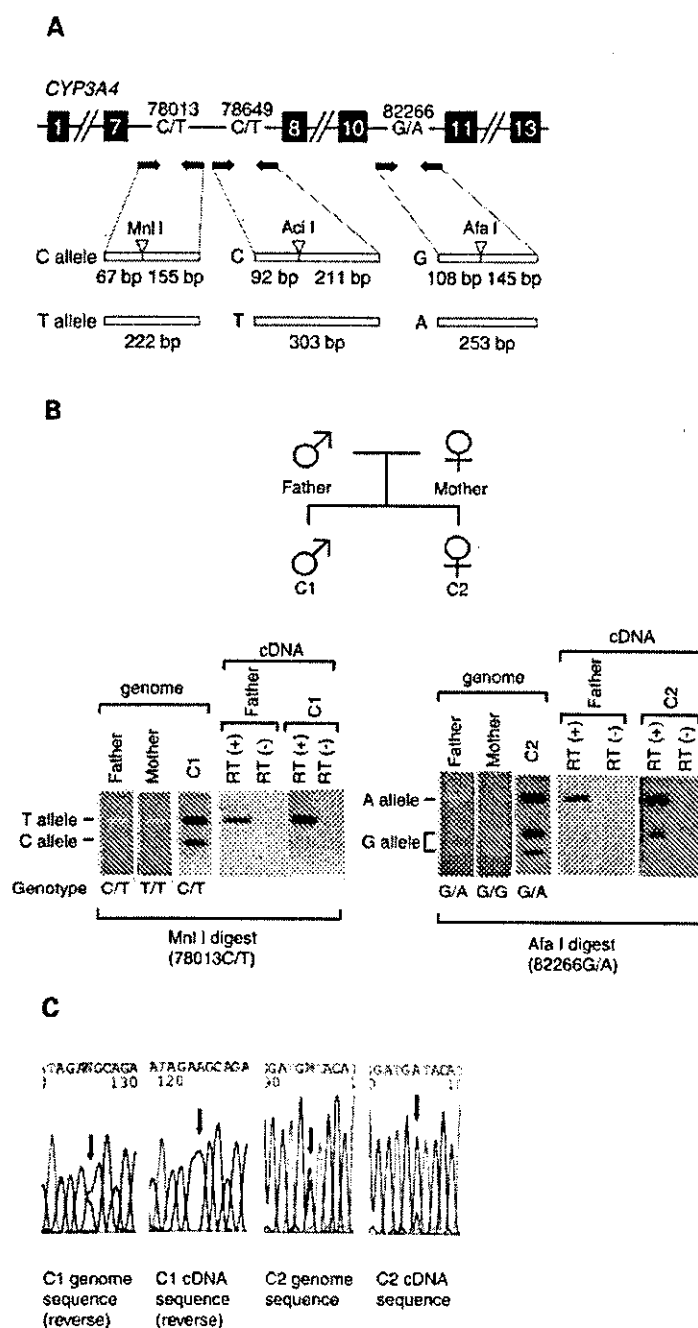 A
CYP3A4
78013 78649 82266
1 7 C/T C/T 8 10 G/A 11 13
Mnl I Aci I Afa I
C allele C G
67 bp 155 bp 92 bp 211 bp 108 bp 145 bp
T allele T A
222 bp 303 bp 253 bp
B
Father Mother
C1 C2
cDNA cDNA
genome Father C1 genome Father C2
Father Mother C1 RT (+) RT (-) RT (+) RT (-) Father Mother C2 RT (+) RT (-) RT (+) RT (-)
T allele A allele
C allele G allele
Genotype C/T T/T C/T G/A G/G G/A
Mnl I digest Afa I digest
(78013C/T) (82266G/A)
C
ATAGAAGCAGA
130 120
C1 genome C1 cDNA C2 genome C2 cDNA
sequence sequence sequence sequence
(reverse) (reverse)